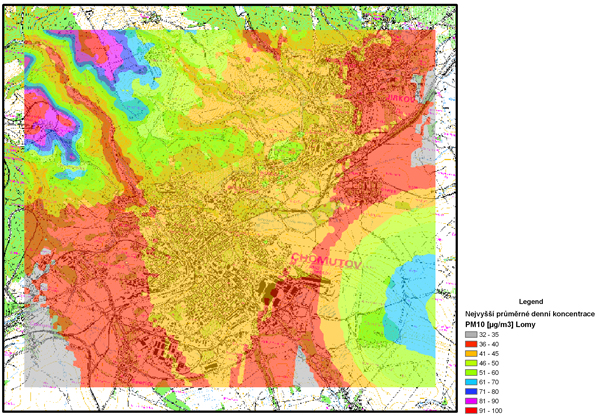 JIRKOV
CHOMUTOV
Legend
Nejvyšší průměrné denní koncentrace
PM10 [µg/m3] Lomy
32 - 35
36 - 40
41 - 45
46 - 50
51 - 60
61 - 70
71 - 80
81 - 90
91 - 100